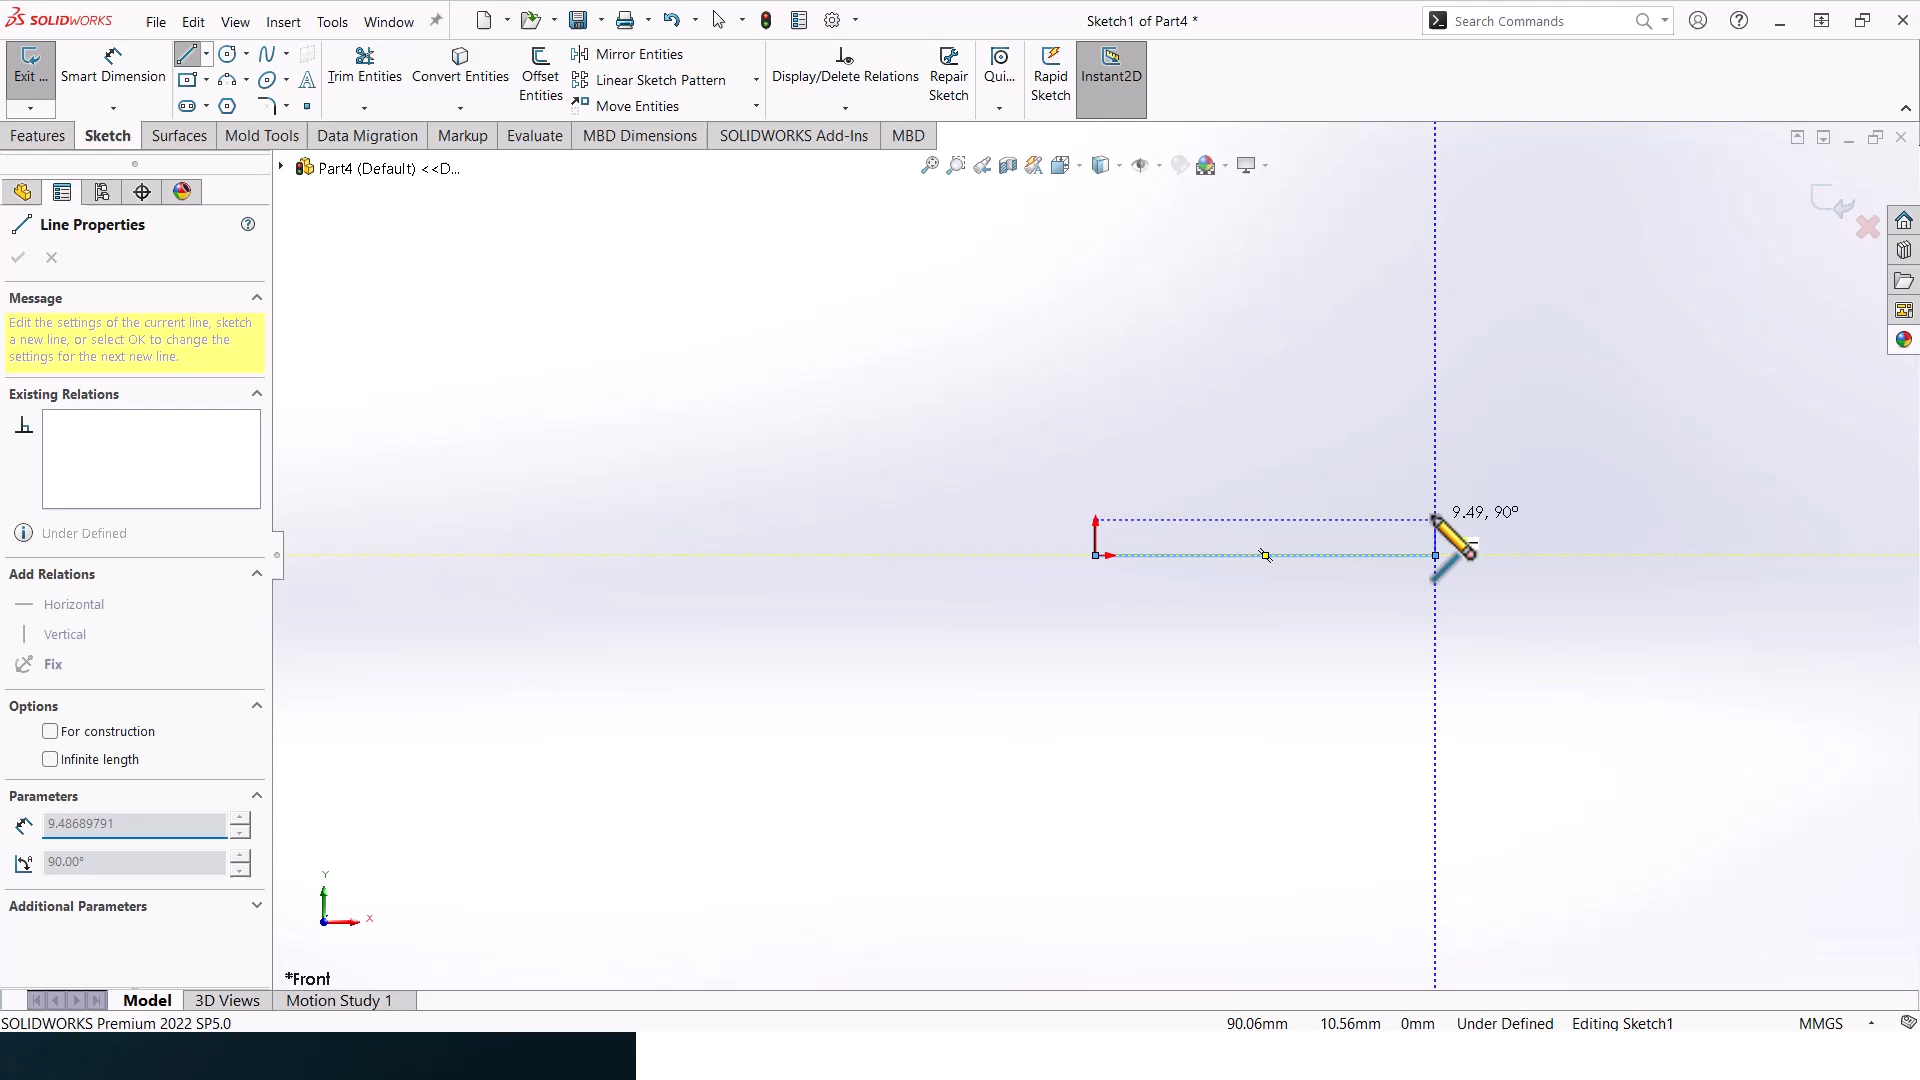 SOLIDWORKS File Edit View Insert Tools Window Sketch1 of Part4 * Search Commands
Exit ... Smart Dimension Trim Entities Convert Entities Offset Entities Mirror Entities Linear Sketch Pattern Move Entities Display/Delete Relations Repair Sketch Qui... Rapid Sketch Instant2D
Features Sketch Surfaces Mold Tools Data Migration Markup Evaluate MBD Dimensions SOLIDWORKS Add-Ins MBD
Part4 (Default) <<D...
Line Properties
Message
Edit the settings of the current line, sketch
a new line, or select OK to change the
settings for the next new line.
Existing Relations
9.49, 90°
Under Defined
Add Relations
Horizontal
Vertical
Fix
Options
For construction
Infinite length
Parameters
9.48689791
90.00°
Additional Parameters
Y
X
*Front
Model 3D Views Motion Study 1
SOLIDWORKS Premium 2022 SP5.0 90.06mm 10.56mm 0mm Under Defined Editing Sketch1 MMGS